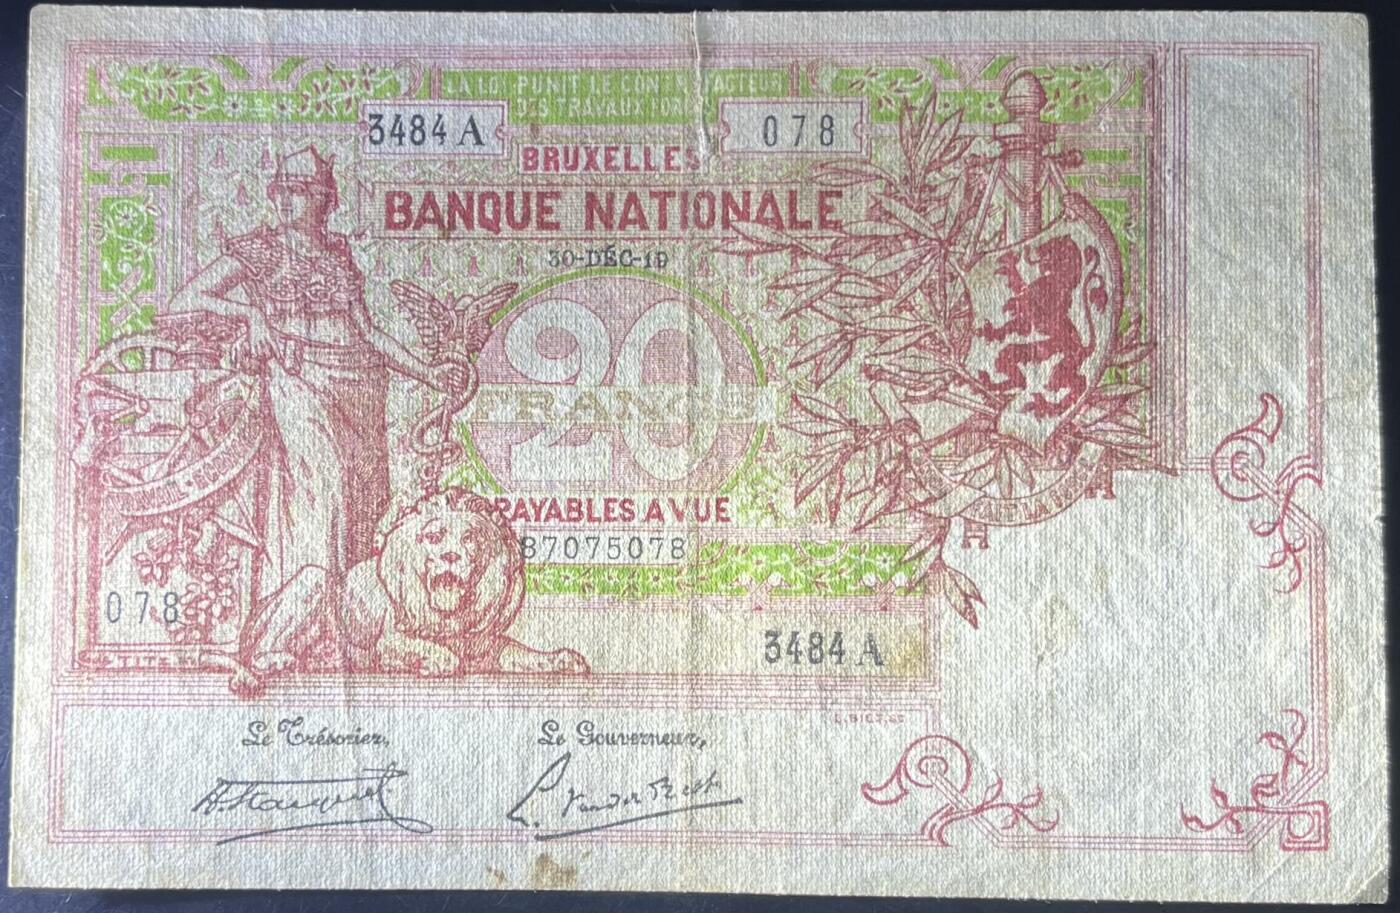 LA LOI PUNIT LE CONTREFACTEUR
DES TRAVAUX FORCÉS
3484 A
078
BRUXELLES
BANQUE NATIONALE
30-DÉC-19
20
FRANCS
PAYABLES A VUE
87075078
078
3484 A
Le Trésorier,
Le Gouverneur,